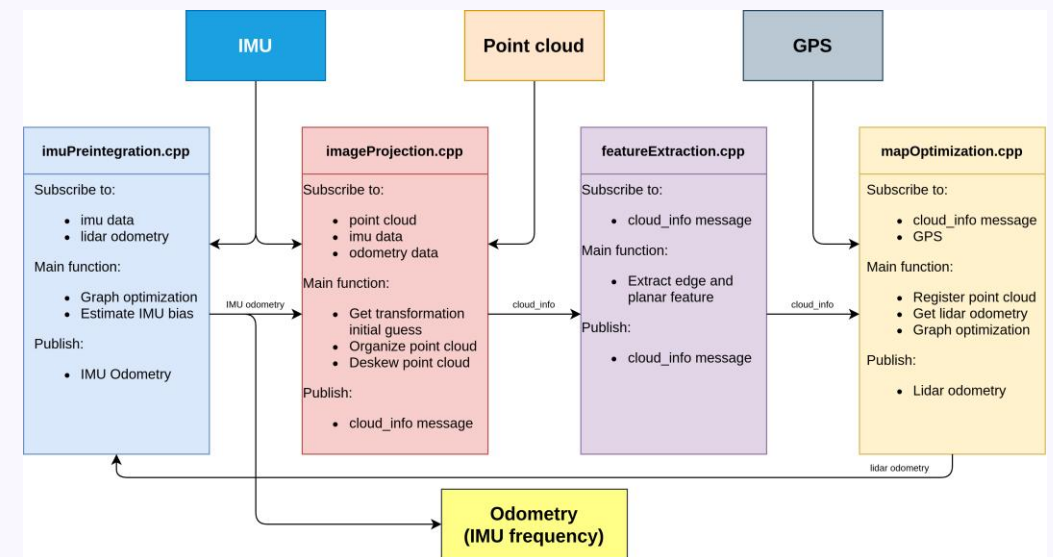 IMU
Point cloud
GPS
imuPreintegration.cpp
Subscribe to:
• imu data
• lidar odometry
Main function:
• Graph optimization
• Estimate IMU bias
Publish:
• IMU Odometry
IMU odometry
imageProjection.cpp
Subscribe to:
• point cloud
• imu data
• odometry data
Main function:
• Get transformation
initial guess
• Organize point cloud
• Deskew point cloud
Publish:
• cloud_info message
cloud_info
featureExtraction.cpp
Subscribe to:
• cloud_info message
Main function:
• Extract edge and
planar feature
Publish:
• cloud_info message
cloud_info
mapOptimization.cpp
Subscribe to:
• cloud_info message
• GPS
Main function:
• Register point cloud
• Get lidar odometry
• Graph optimization
Publish:
• Lidar odometry
lidar odometry
Odometry
(IMU frequency)